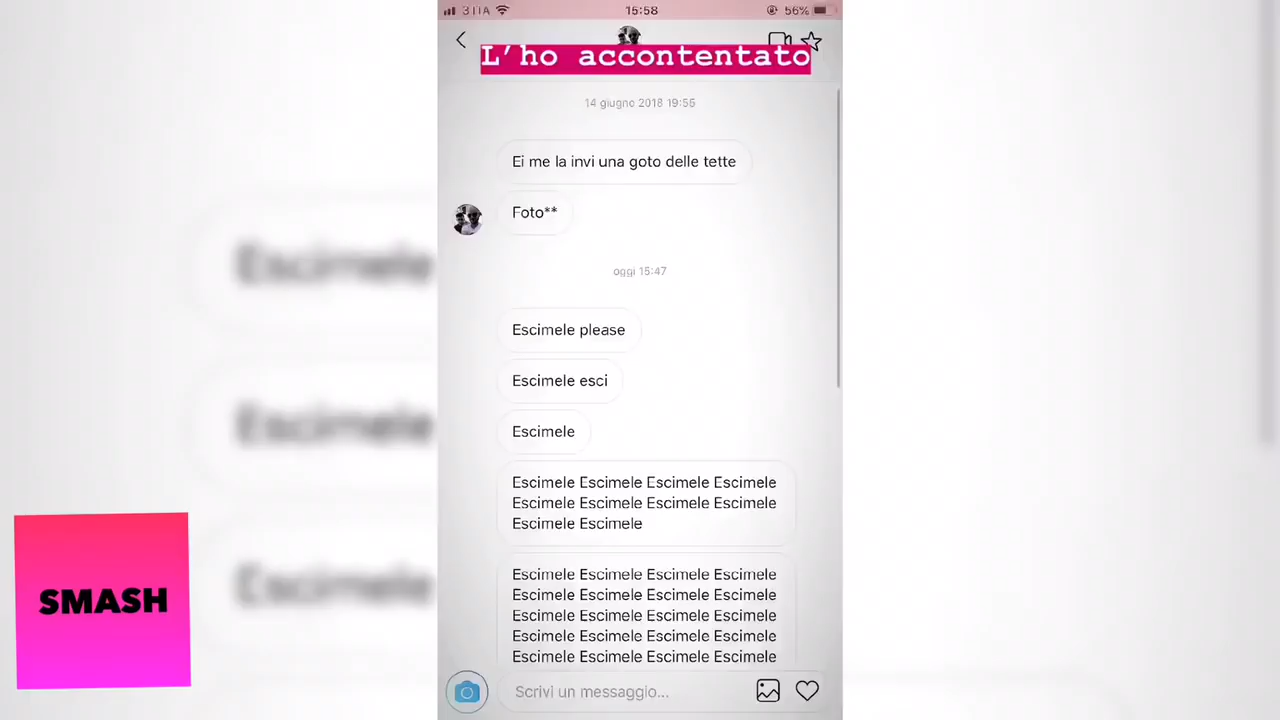 3 ITA
15:58
56%
L'ho accontentato
14 giugno 2018 19:55
Ei me la invi una goto delle tette
Foto**
oggi 15:47
Escimele please
Escimele esci
Escimele
Escimele Escimele Escimele Escimele
Escimele Escimele Escimele Escimele
Escimele Escimele
Escimele Escimele Escimele Escimele
Escimele Escimele Escimele Escimele
Escimele Escimele Escimele Escimele
Escimele Escimele Escimele Escimele
Escimele Escimele Escimele Escimele
Scrivi un messaggio...
Escimele
Escimele
Escimele
SMASH